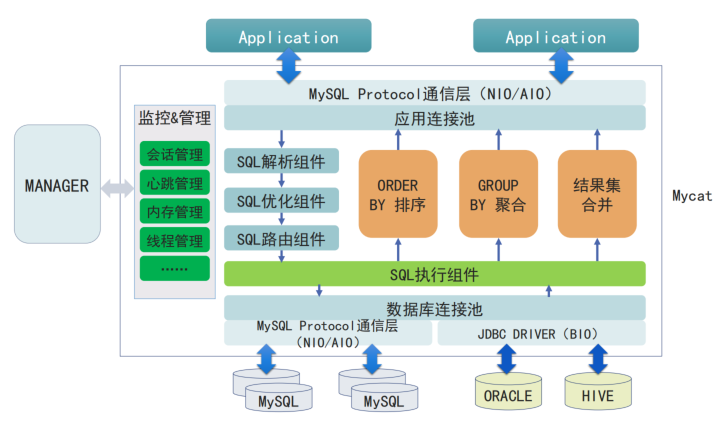 Application
Application
MySQL Protocol通信层（NIO/AIO）
应用连接池
监控&管理
会话管理
心跳管理
内存管理
线程管理
......
MANAGER
SQL解析组件
SQL优化组件
SQL路由组件
ORDER
BY 排序
GROUP
BY 聚合
结果集
合并
Mycat
SQL执行组件
数据库连接池
MySQL Protocol通信层
（NIO/AIO）
JDBC DRIVER（BIO）
MySQL
MySQL
ORACLE
HIVE